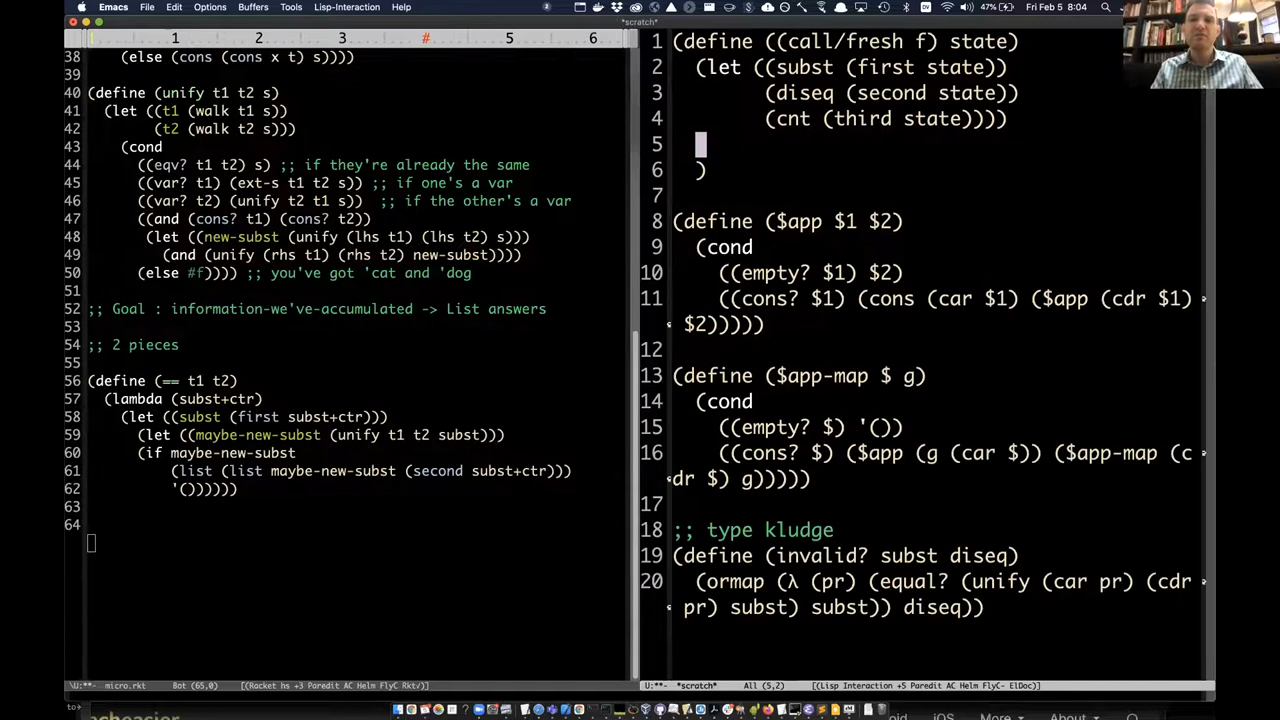 Emacs File Edit Options Buffers Tools Lisp-Interaction Help 47% Fri Feb 5 8:04
*scratch*
1 2 3 # 5 6
38 (else (cons (cons x t) s))))
39
40 (define (unify t1 t2 s)
41 (let ((t1 (walk t1 s))
42 (t2 (walk t2 s)))
43 (cond
44 ((eqv? t1 t2) s) ;; if they're already the same
45 ((var? t1) (ext-s t1 t2 s)) ;; if one's a var
46 ((var? t2) (unify t2 t1 s)) ;; if the other's a var
47 ((and (cons? t1) (cons? t2))
48 (let ((new-subst (unify (lhs t1) (lhs t2) s)))
49 (and (unify (rhs t1) (rhs t2) new-subst))))
50 (else #f)))) ;; you've got 'cat and 'dog
51
52 ;; Goal : information-we've-accumulated -> List answers
53
54 ;; 2 pieces
55
56 (define (== t1 t2)
57 (lambda (subst+ctr)
58 (let ((subst (first subst+ctr)))
59 (let ((maybe-new-subst (unify t1 t2 subst)))
60 (if maybe-new-subst
61 (list (list maybe-new-subst (second subst+ctr)))
62 '())))))
63
64
\U:**- micro.rkt Bot (65,0) [(Racket hs +3 Paredit AC Helm FlyC Rkt√)]
1 (define ((call/fresh f) state)
2 (let ((subst (first state))
3 (diseq (second state))
4 (cnt (third state))))
5
6 )
7
8 (define ($app $1 $2)
9 (cond
10 ((empty? $1) $2)
11 ((cons? $1) (cons (car $1) ($app (cdr $1)
$2)))))
12
13 (define ($app-map $ g)
14 (cond
15 ((empty? $) '())
16 ((cons? $) ($app (g (car $)) ($app-map (c
dr $) g)))))
17
18 ;; type kludge
19 (define (invalid? subst diseq)
20 (ormap (λ (pr) (equal? (unify (car pr) (cdr
pr) subst) subst)) diseq))
U:**- *scratch* All (5,2) [(Lisp Interaction +5 Paredit AC Helm FlyC- ElDoc)]